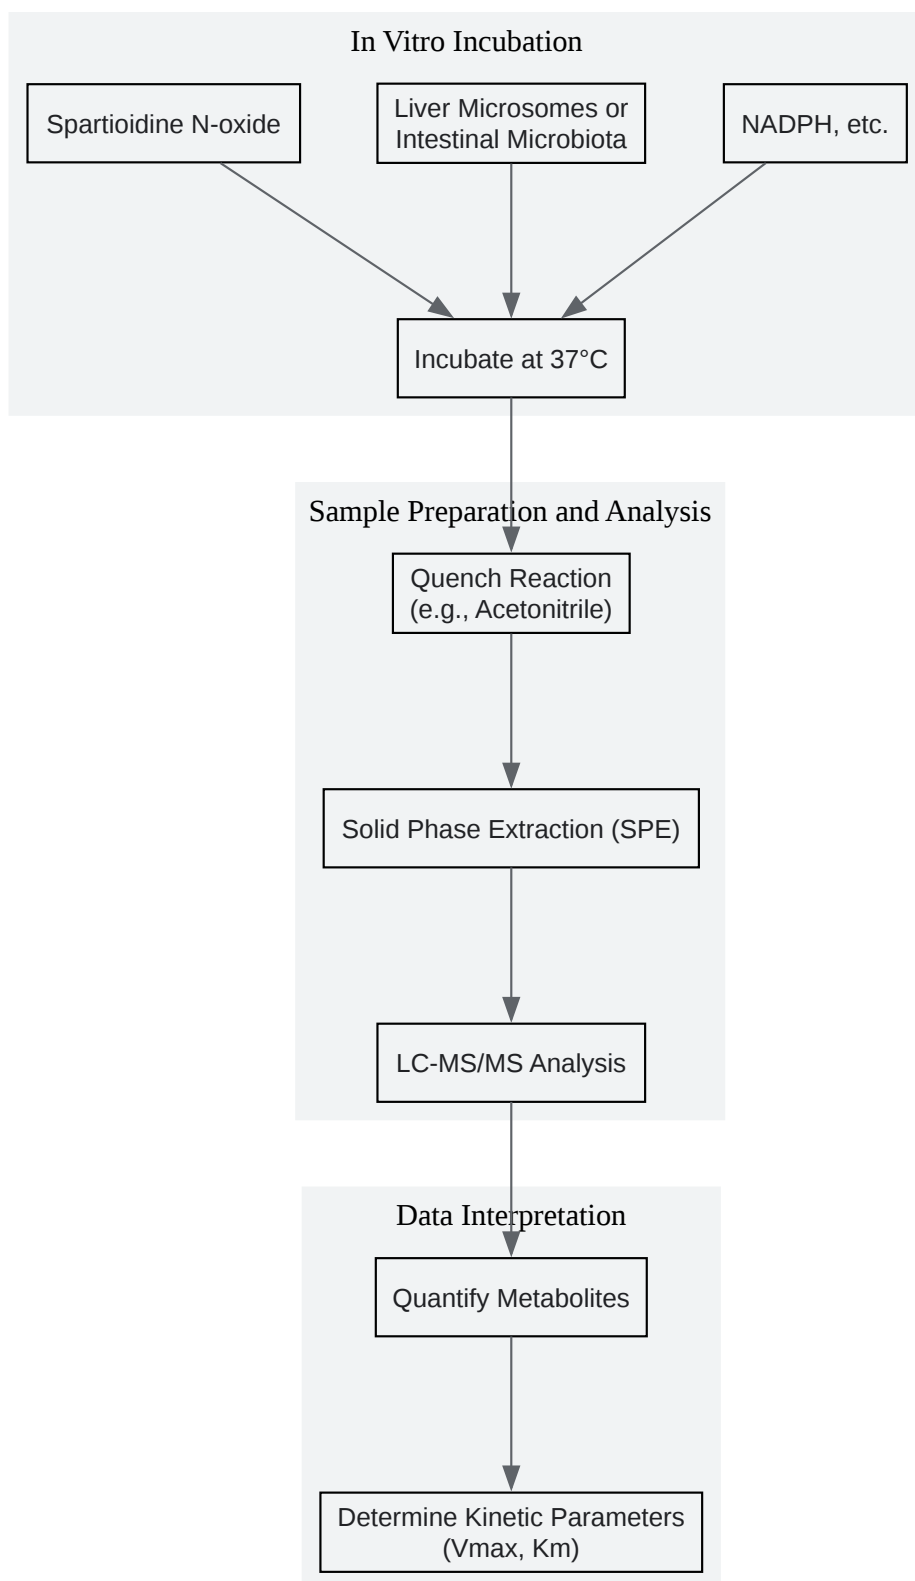 In Vitro Incubation
Spartioidine N-oxide
Liver Microsomes or
Intestinal Microbiota
NADPH, etc.
Incubate at 37°C
Sample Preparation and Analysis
Quench Reaction
(e.g., Acetonitrile)
Solid Phase Extraction (SPE)
LC-MS/MS Analysis
Data Interpretation
Quantify Metabolites
Determine Kinetic Parameters
(Vmax, Km)